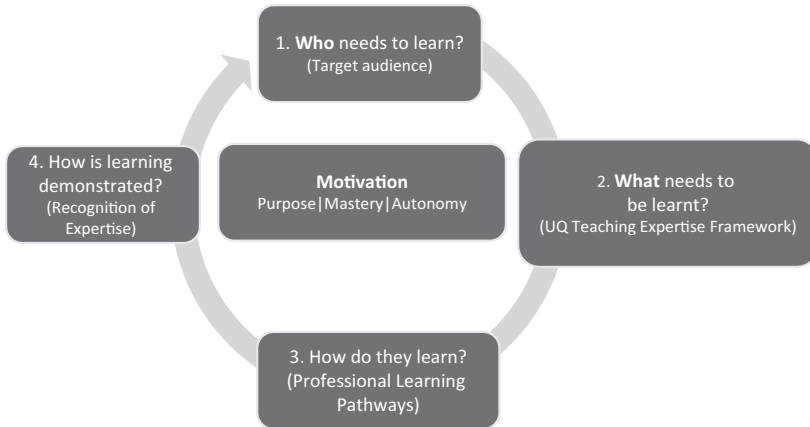 1. Who needs to learn?
(Target audience)
2. What needs to
be learnt?
(UQ Teaching Expertise Framework)
3. How do they learn?
(Professional Learning
Pathways)
4. How is learning
demonstrated?
(Recognition of
Expertise)
Motivation
Purpose|Mastery|Autonomy